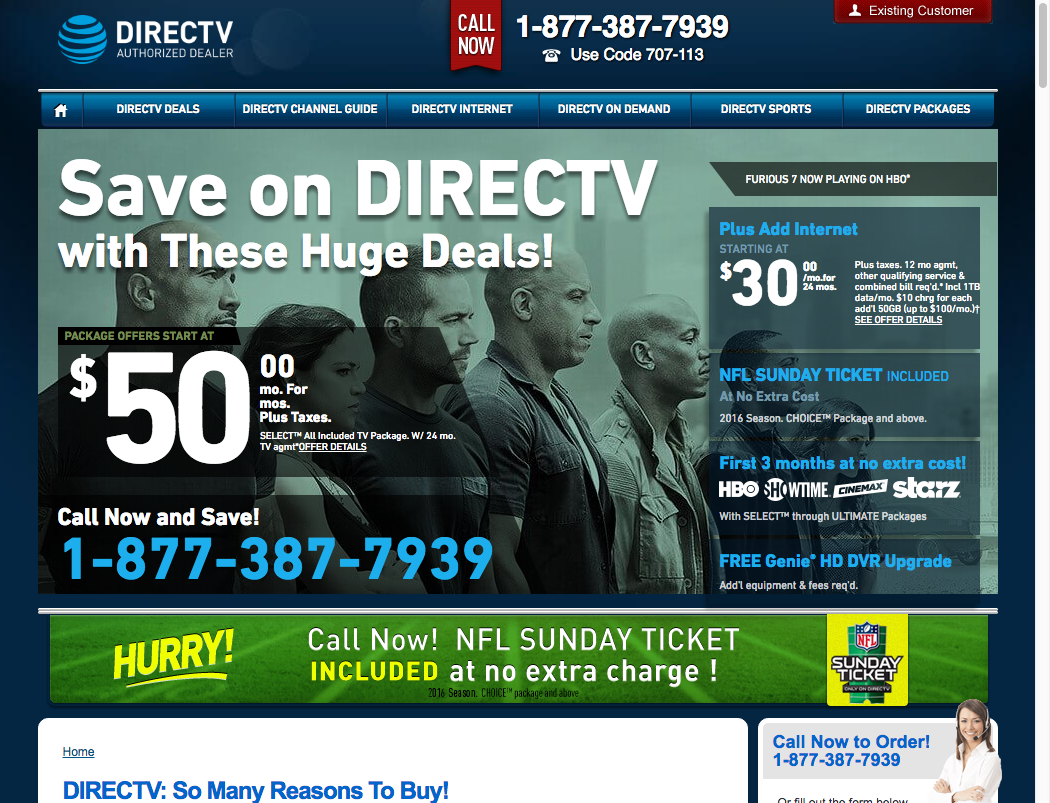 DIRECTV
AUTHORIZED DEALER
CALL
NOW
1-877-387-7939
Use Code 707-113
Existing Customer
DIRECTV DEALS
DIRECTV CHANNEL GUIDE
DIRECTV INTERNET
DIRECTV ON DEMAND
DIRECTV SPORTS
DIRECTV PACKAGES
Save on DIRECTV
with These Huge Deals!
PACKAGE OFFERS START AT
$50 00
mo. For
mos.
Plus Taxes.
SELECT™ All Included TV Package. W/ 24 mo.
TV agmt*OFFER DETAILS
Call Now and Save!
1-877-387-7939
FURIOUS 7 NOW PLAYING ON HBO®
Plus Add Internet
STARTING AT
$30 00
/mo.for
24 mos.
Plus taxes. 12 mo agmt,
other qualifying service &
combined bill req'd.* Incl 1TB
data/mo. $10 chrg for each
add'l 50GB (up to $100/mo.)†
SEE OFFER DETAILS
NFL SUNDAY TICKET INCLUDED
At No Extra Cost
2016 Season. CHOICE™ Package and above.
First 3 months at no extra cost!
HBO SHOWTIME CINEMAX starz
With SELECT™ through ULTIMATE Packages
FREE Genie® HD DVR Upgrade
Add'l equipment & fees req'd.
HURRY!
Call Now! NFL SUNDAY TICKET
INCLUDED at no extra charge !
2016 Season. CHOICE™ package and above
NFL
SUNDAY
TICKET
ONLY ON DIRECTV
Home
DIRECTV: So Many Reasons To Buy!
Call Now to Order!
1-877-387-7939
Or fill out the form below